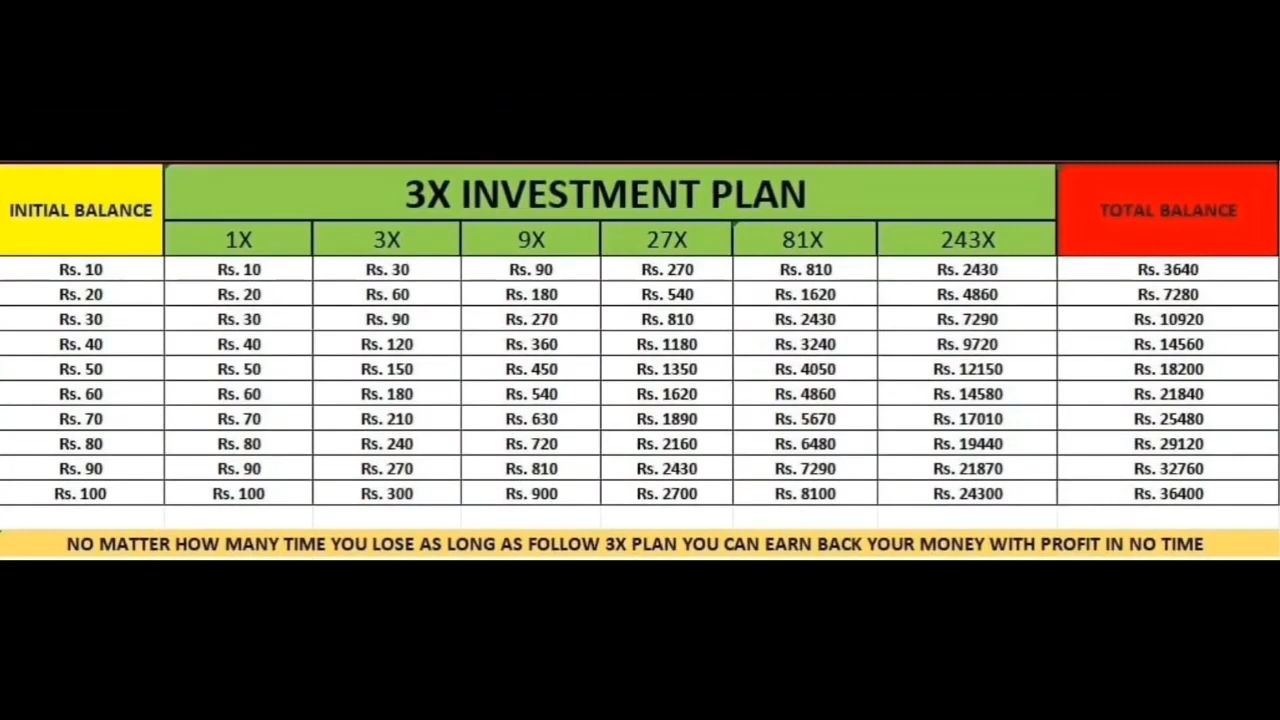 INITIAL BALANCE 3X INVESTMENT PLAN TOTAL BALANCE
1X 3X 9X 27X 81X 243X
Rs. 10 Rs. 10 Rs. 30 Rs. 90 Rs. 270 Rs. 810 Rs. 2430 Rs. 3640
Rs. 20 Rs. 20 Rs. 60 Rs. 180 Rs. 540 Rs. 1620 Rs. 4860 Rs. 7280
Rs. 30 Rs. 30 Rs. 90 Rs. 270 Rs. 810 Rs. 2430 Rs. 7290 Rs. 10920
Rs. 40 Rs. 40 Rs. 120 Rs. 360 Rs. 1180 Rs. 3240 Rs. 9720 Rs. 14560
Rs. 50 Rs. 50 Rs. 150 Rs. 450 Rs. 1350 Rs. 4050 Rs. 12150 Rs. 18200
Rs. 60 Rs. 60 Rs. 180 Rs. 540 Rs. 1620 Rs. 4860 Rs. 14580 Rs. 21840
Rs. 70 Rs. 70 Rs. 210 Rs. 630 Rs. 1890 Rs. 5670 Rs. 17010 Rs. 25480
Rs. 80 Rs. 80 Rs. 240 Rs. 720 Rs. 2160 Rs. 6480 Rs. 19440 Rs. 29120
Rs. 90 Rs. 90 Rs. 270 Rs. 810 Rs. 2430 Rs. 7290 Rs. 21870 Rs. 32760
Rs. 100 Rs. 100 Rs. 300 Rs. 900 Rs. 2700 Rs. 8100 Rs. 24300 Rs. 36400
NO MATTER HOW MANY TIME YOU LOSE AS LONG AS FOLLOW 3X PLAN YOU CAN EARN BACK YOUR MONEY WITH PROFIT IN NO TIME